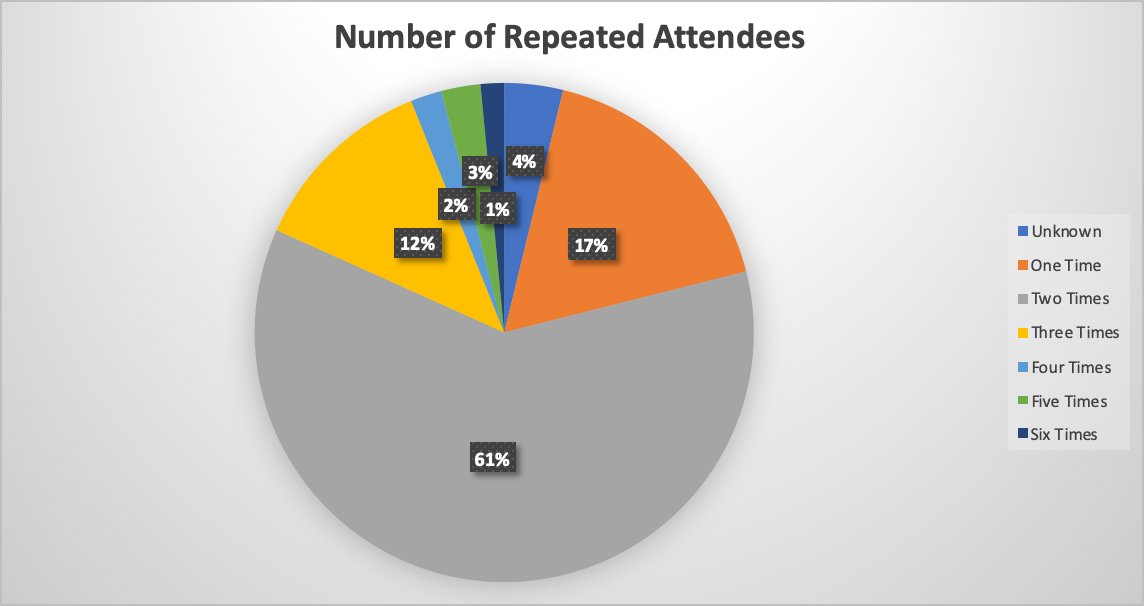 Number of Repeated Attendees
4%
3%
2%
1%
12%
17%
61%
Unknown
One Time
Two Times
Three Times
Four Times
Five Times
Six Times